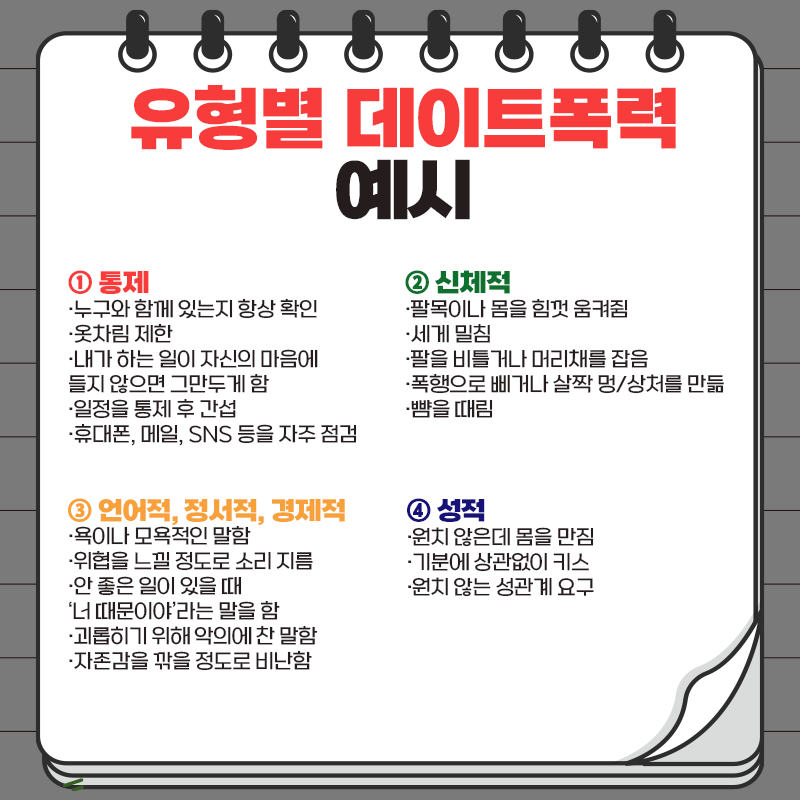 유형별 데이트폭력
예시
① 통제
·누구와 함께 있는지 항상 확인
·옷차림 제한
·내가 하는 일이 자신의 마음에
들지 않으면 그만두게 함
·일정을 통제 후 간섭
·휴대폰, 메일, SNS 등을 자주 점검
② 신체적
·팔목이나 몸을 힘껏 움켜쥠
·세게 밀침
·팔을 비틀거나 머리채를 잡음
·폭행으로 삐거나 살짝 멍/상처를 만듦
·뺨을 때림
③ 언어적, 정서적, 경제적
·욕이나 모욕적인 말함
·위협을 느낄 정도로 소리 지름
·안 좋은 일이 있을 때
‘너 때문이야’라는 말을 함
·괴롭히기 위해 악의에 찬 말함
·자존감을 깎을 정도로 비난함
④ 성적
·원치 않은데 몸을 만짐
·기분에 상관없이 키스
·원치 않는 성관계 요구